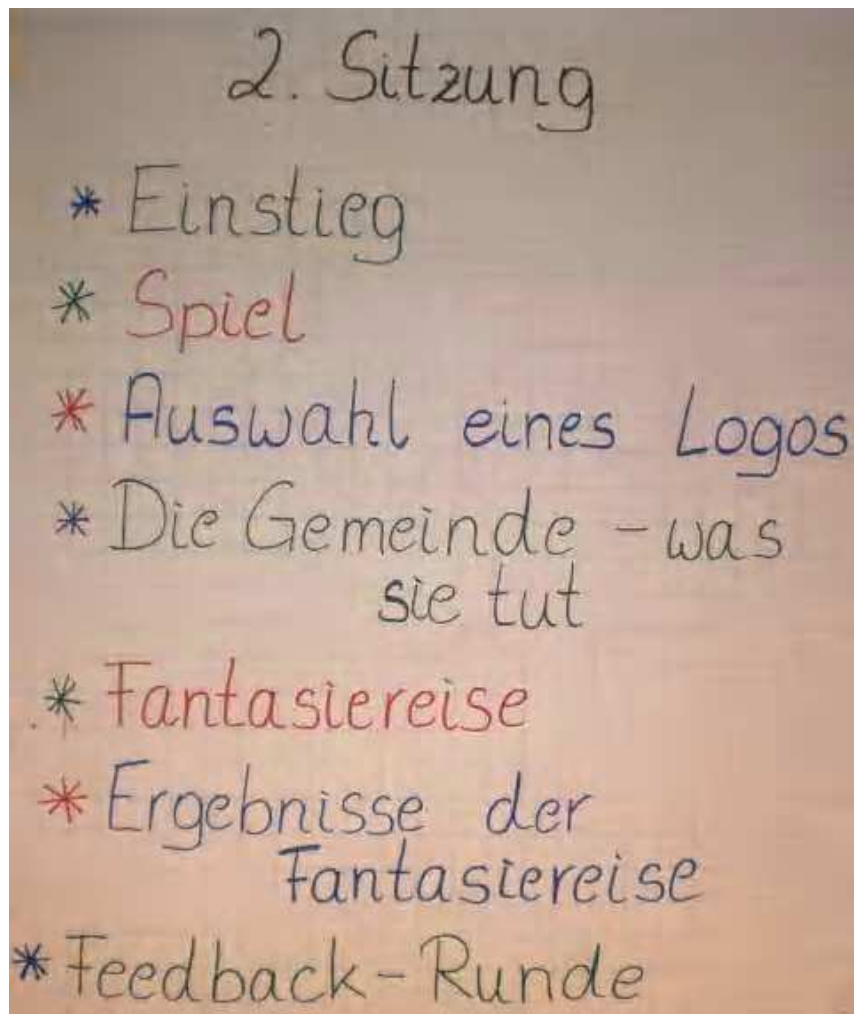 2. Sitzung
* Einstieg
* Spiel
* Auswahl eines Logos
* Die Gemeinde - was
sie tut
* Fantasiereise
* Ergebnisse der
Fantasiereise
* Feedback-Runde